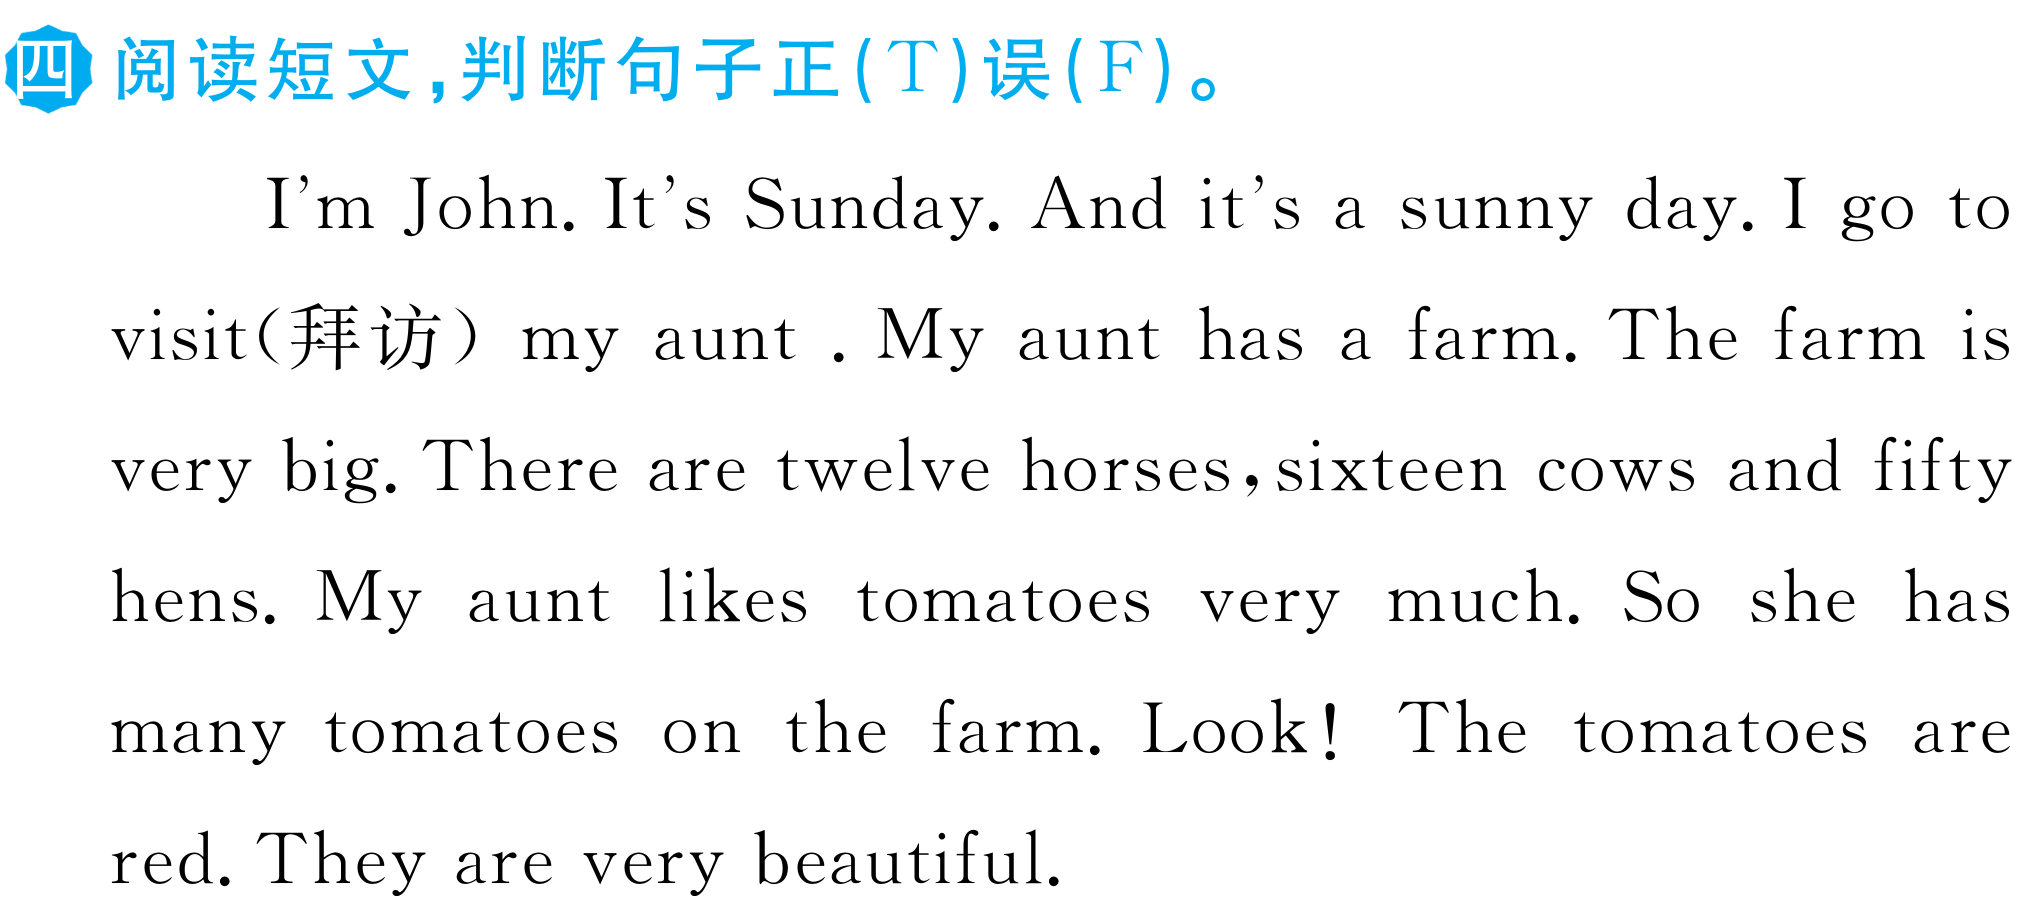 四 阅读短文,判断句子正(T)误(F)。
I’m John. It’s Sunday. And it’s a sunny day. I go to
visit(拜访) my aunt . My aunt has a farm. The farm is
very big. There are twelve horses,sixteen cows and fifty
hens. My aunt likes tomatoes very much. So she has
many tomatoes on the farm. Look! The tomatoes are
red. They are very beautiful.